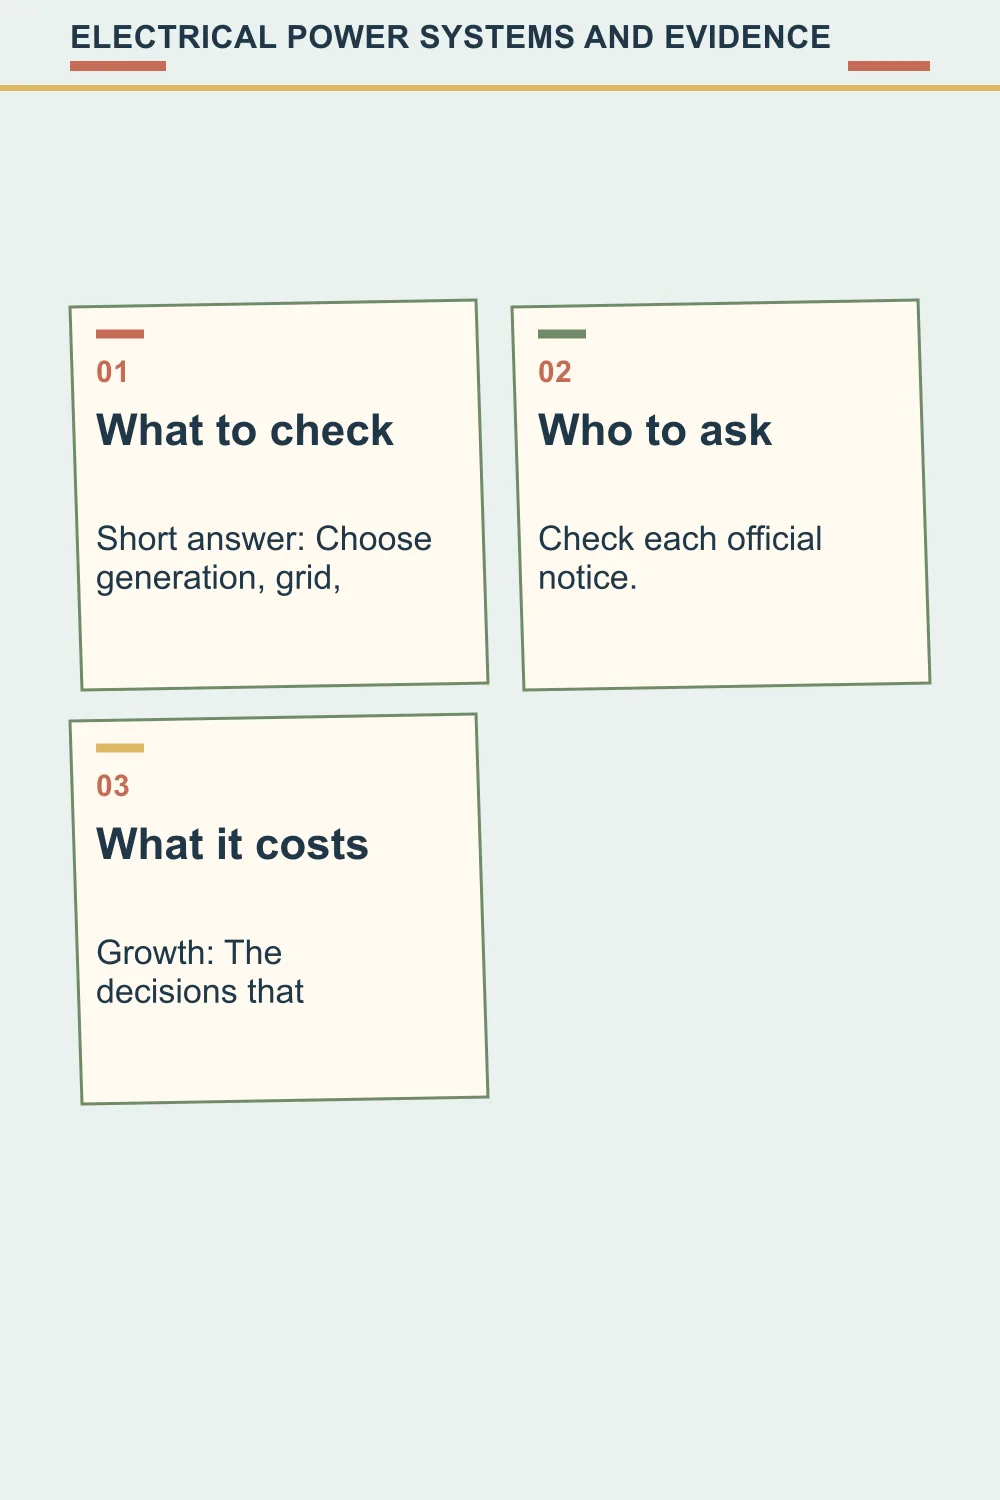 ELECTRICAL POWER SYSTEMS AND EVIDENCE
01
What to check
Short answer: Choose
generation, grid,
02
Who to ask
Check each official
notice.
03
What it costs
Growth: The
decisions that